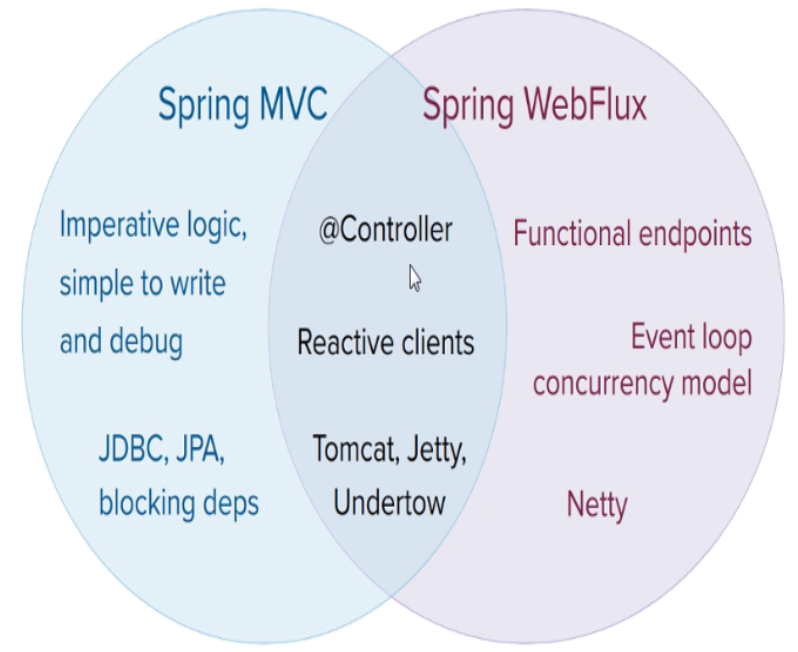 Spring MVC
Spring WebFlux
Imperative logic,
simple to write
and debug
JDBC, JPA,
blocking deps
@Controller
Reactive clients
Tomcat, Jetty,
Undertow
Functional endpoints
Event loop
concurrency model
Netty